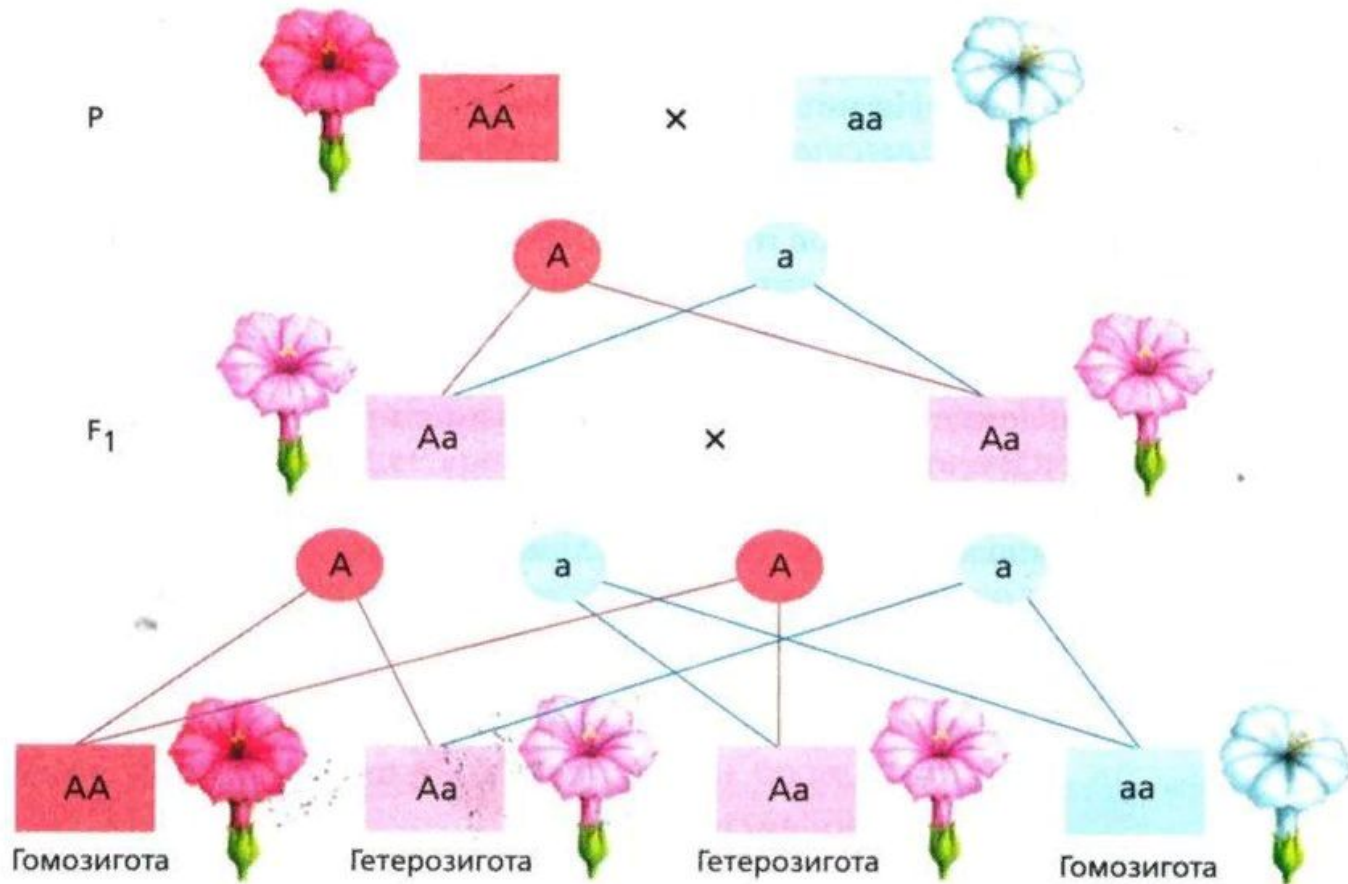 P AA × aa
A a
F1 Aa × Aa
A a A a
AA Aa Aa aa
Гомозигота Гетерозигота Гетерозигота Гомозигота